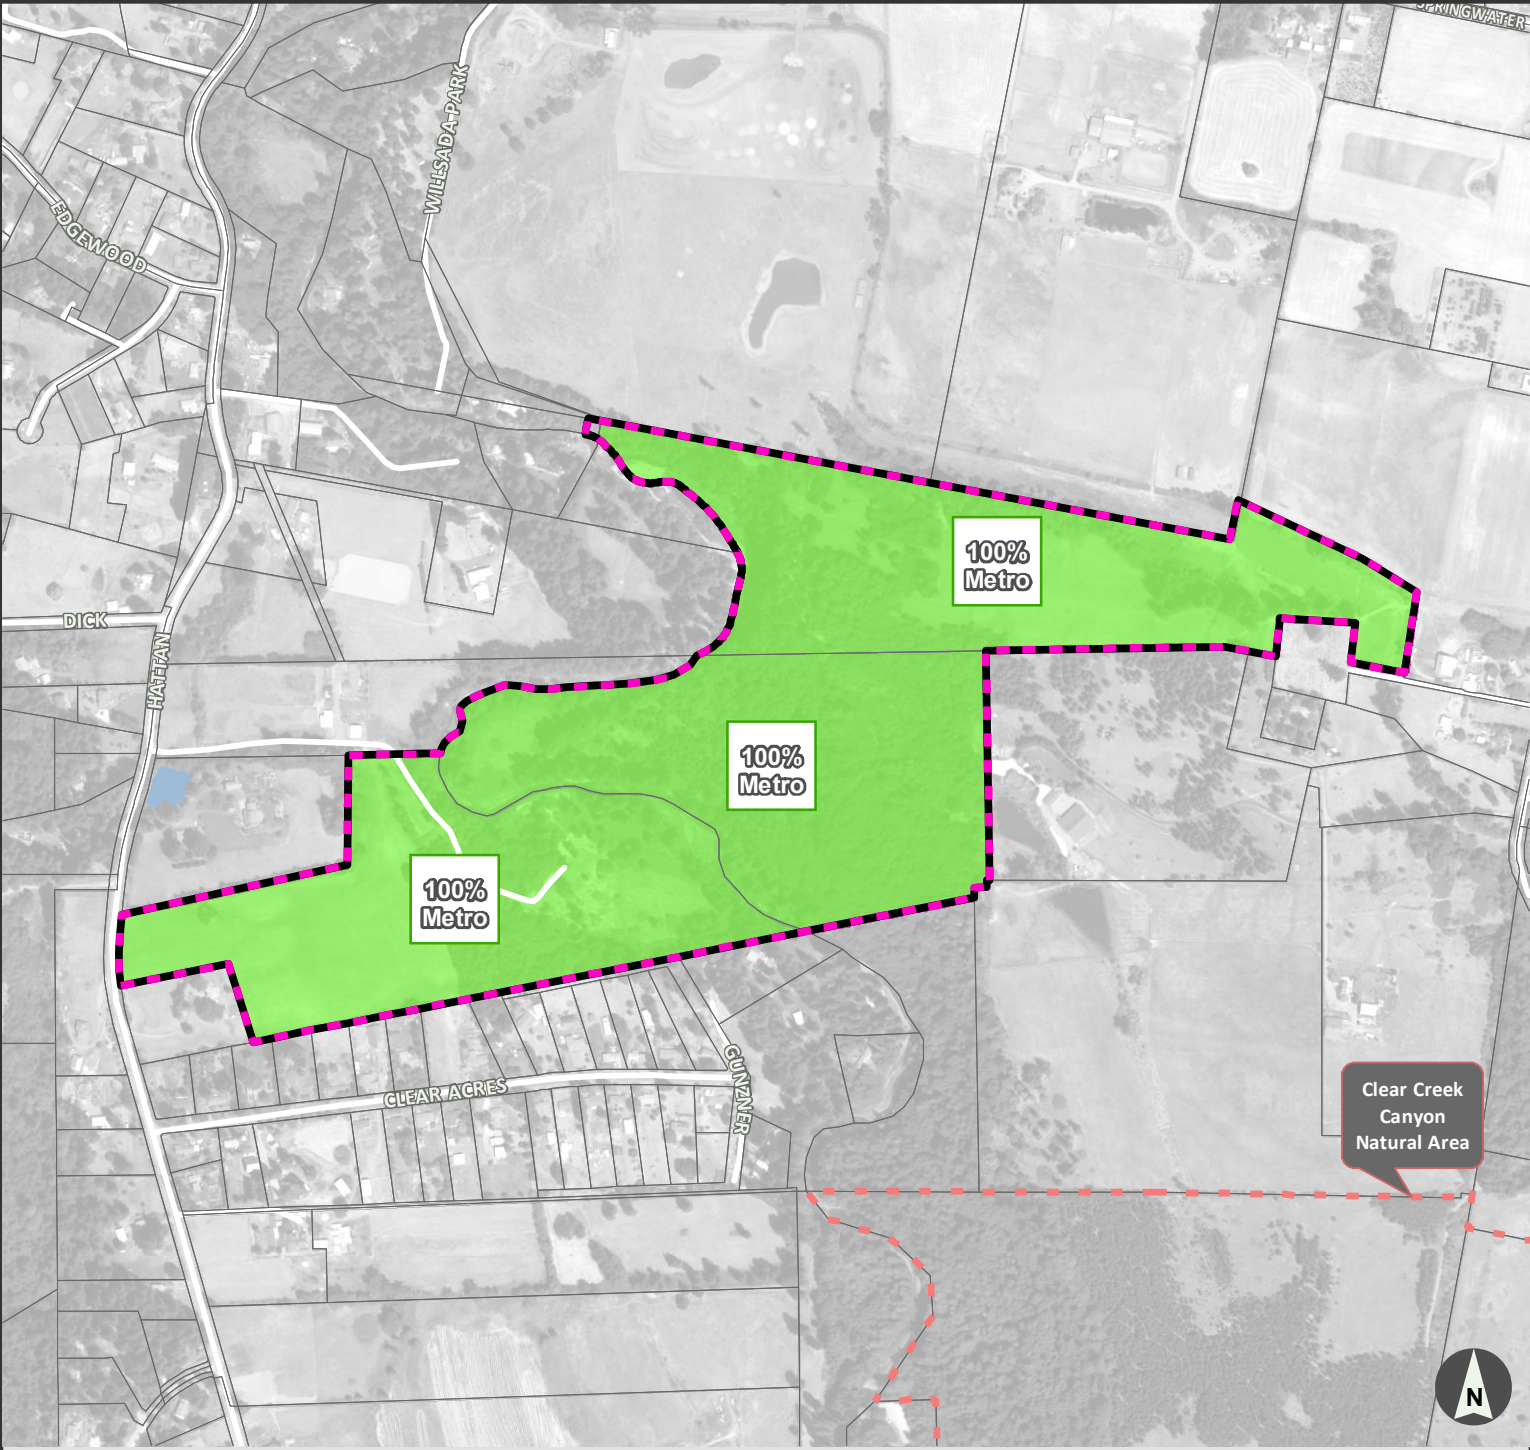 SPRINGWATER
WILLSADA PARK
EDGEWOOD
100%
Metro
DICK
HATTAN
100%
Metro
100%
Metro
GUNZNER
CLEAR ACRES
Clear Creek
Canyon
Natural Area
N